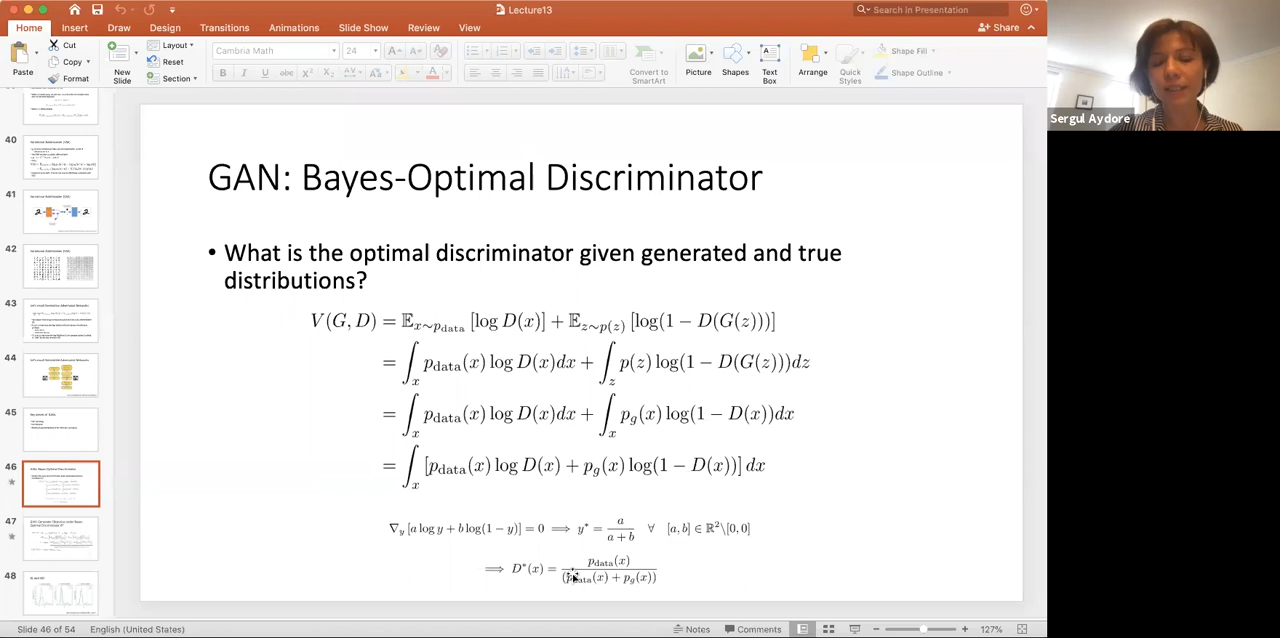 Lecture13
Search in Presentation
Home Insert Draw Design Transitions Animations Slide Show Review View
Share
Paste
Cut
Copy
Format
New Slide
Layout
Reset
Section
Cambria Math 24
B I U abc X² X₂ AV Aa A
Convert to SmartArt
Picture
Shapes
Text Box
Arrange
Quick Styles
Shape Fill
Shape Outline
Sergul Aydore
40
41
42
43
44
45
46
47
48
GAN: Bayes-Optimal Discriminator
• What is the optimal discriminator given generated and true
distributions?
V(G, D) = 𝔼_{x∼p_data} [log D(x)] + 𝔼_{z∼p(z)} [log(1 − D(G(z)))]
= ∫_x p_data(x) log D(x)dx + ∫_z p(z) log(1 − D(G(z)))dz
= ∫_x p_data(x) log D(x)dx + ∫_x p_g(x) log(1 − D(x))dx
= ∫_x [p_data(x) log D(x) + p_g(x) log(1 − D(x))] dx
∇_y [a log y + b log(1 − y)] = 0 ⟹ y* = a/(a + b) ∀ [a, b] ∈ ℝ²\[0, 0]
⟹ D*(x) = p_data(x)/(p_data(x) + p_g(x))
Slide 46 of 54 English (United States) Notes Comments 127%